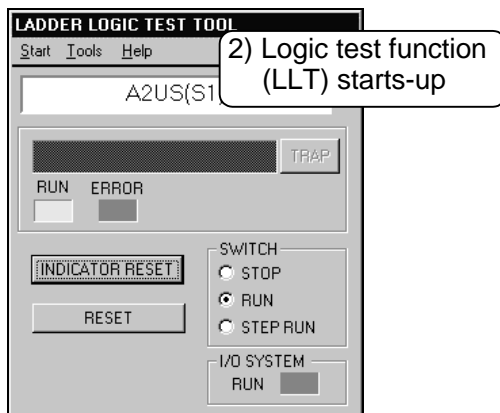 LADDER LOGIC TEST TOOL
Start Tools Help
2) Logic test function
(LLT) starts-up
A2US(S1)
TRAP
RUN ERROR
INDICATOR RESET
RESET
SWITCH
STOP
RUN
STEP RUN
I/O SYSTEM
RUN